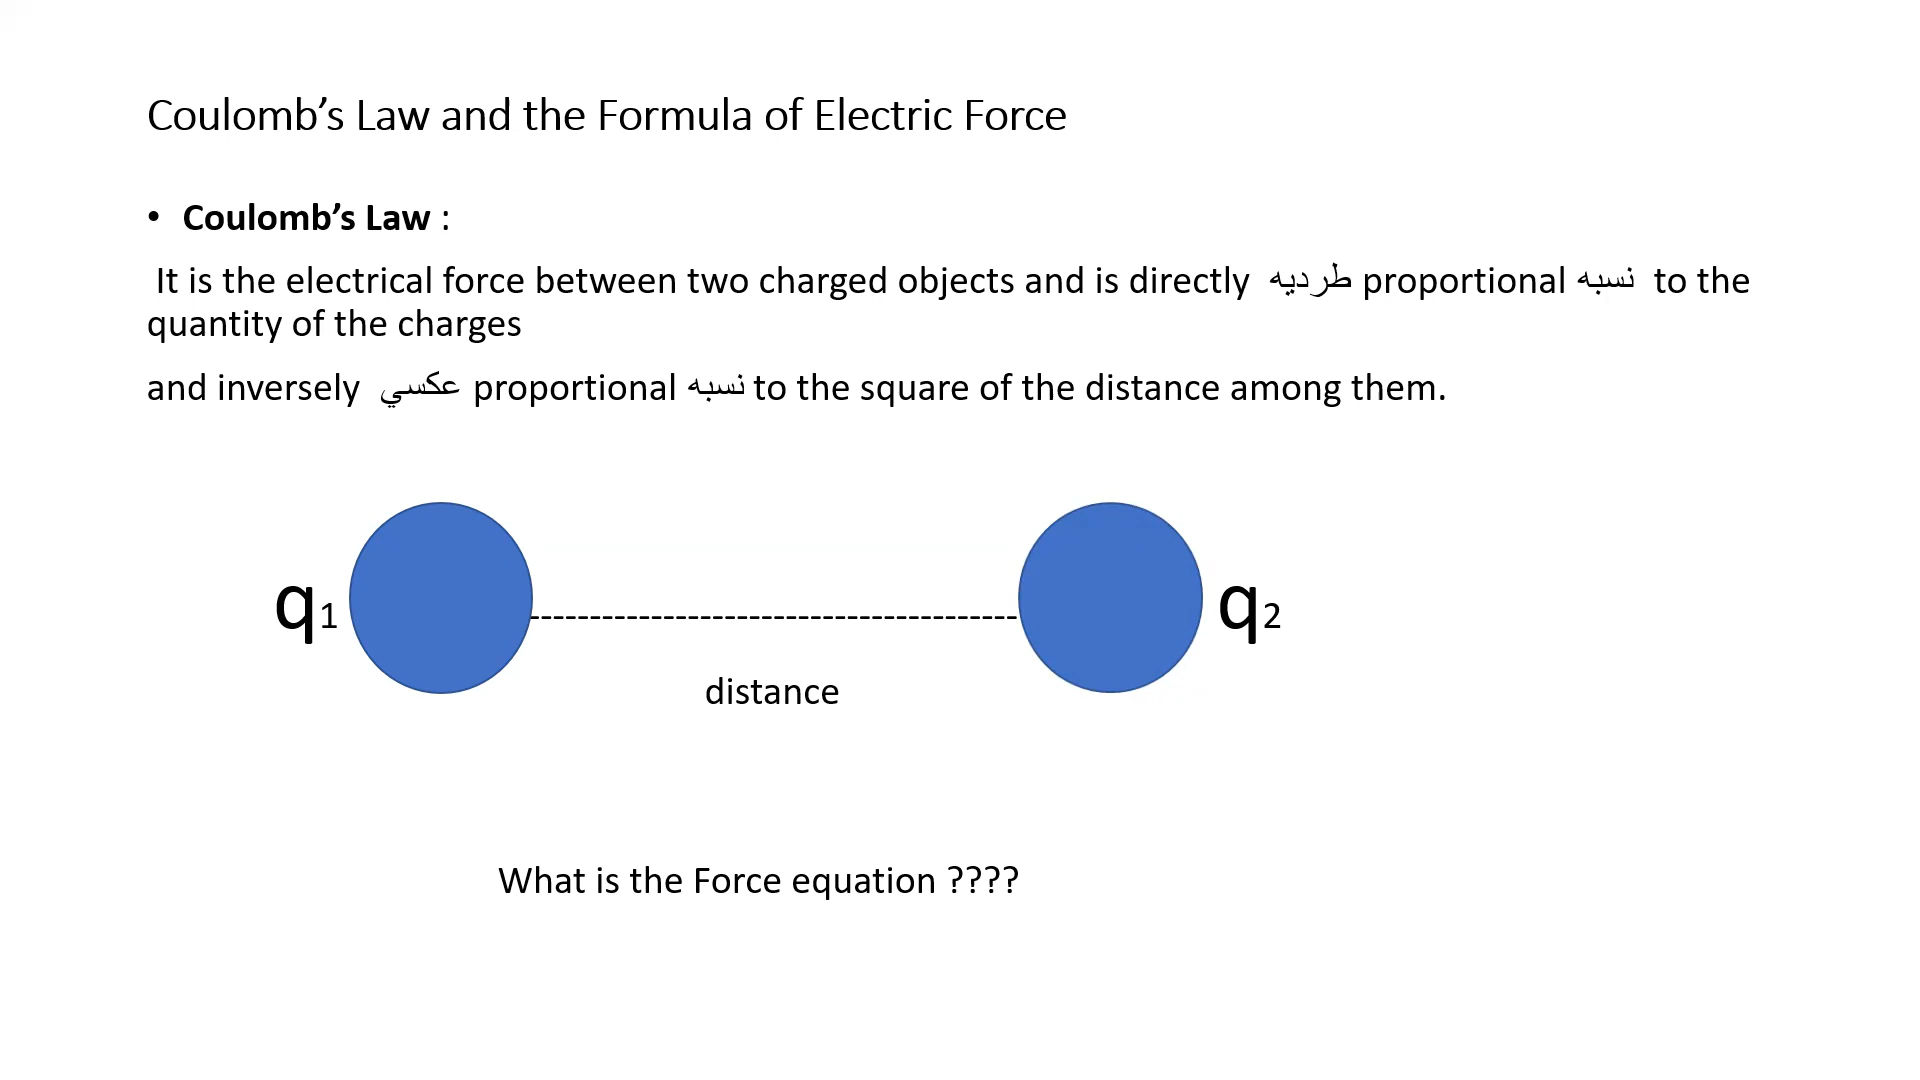 Coulomb’s Law and the Formula of Electric Force
• Coulomb’s Law :
It is the electrical force between two charged objects and is directly طرديه proportional نسبه to the
quantity of the charges
and inversely عكسي proportional نسبه to the square of the distance among them.
q1 --------------------------------------- q2
distance
What is the Force equation ????